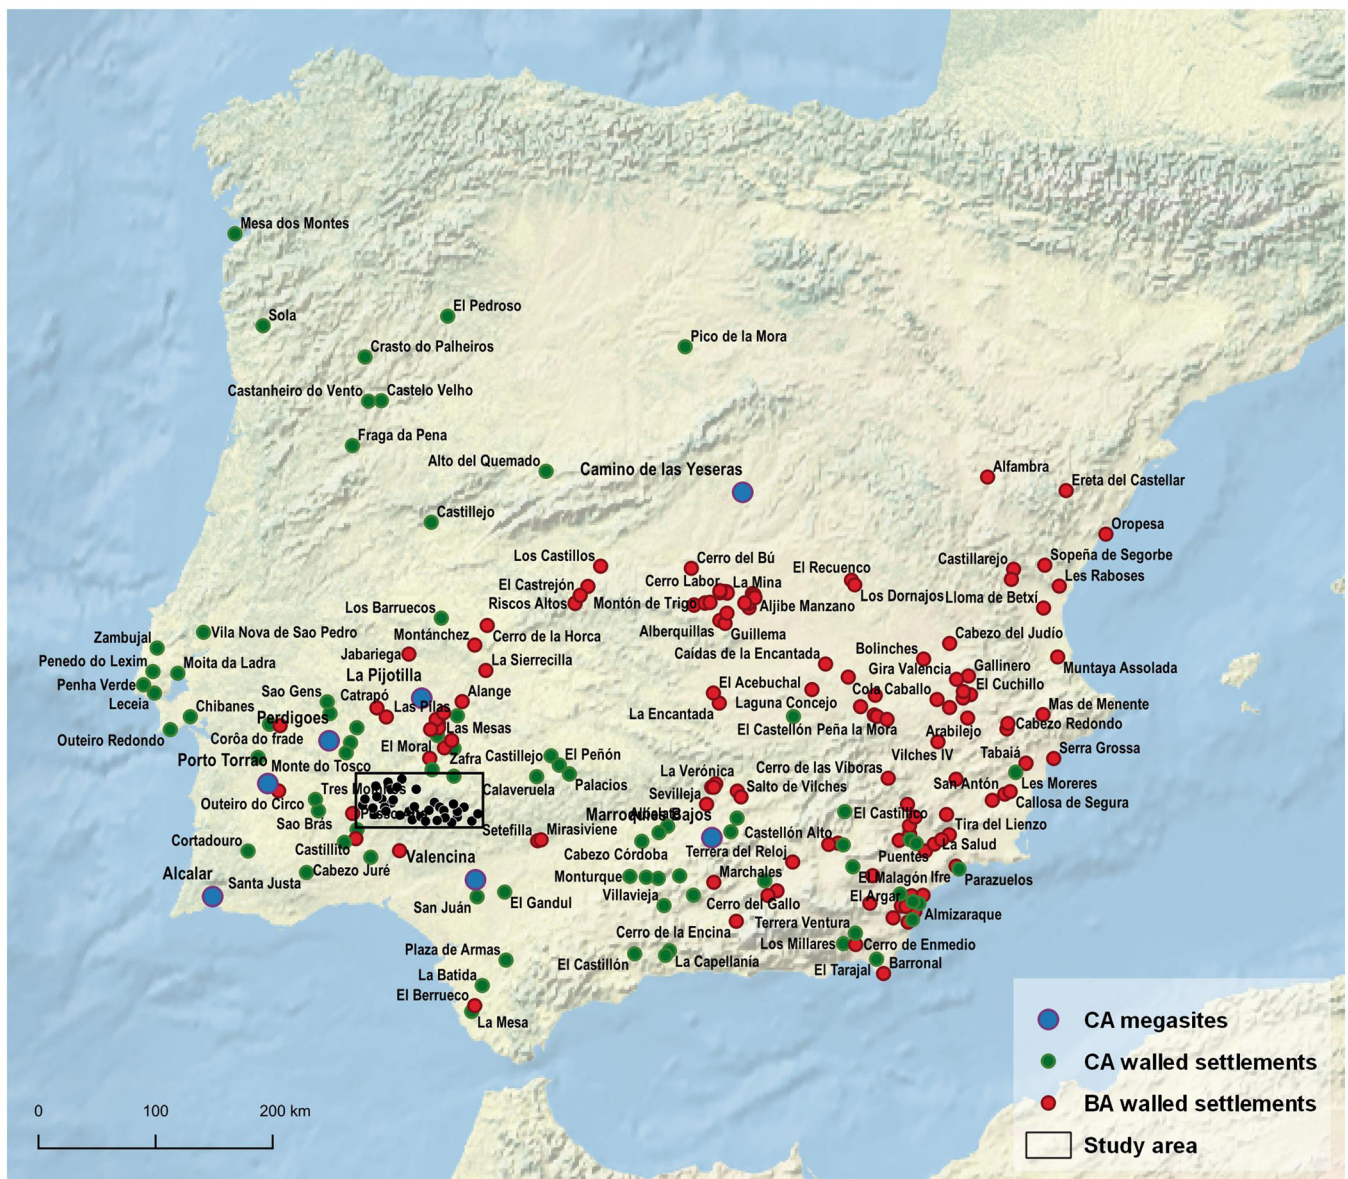 Mesa dos Montes
El Pedroso
Sola
Pico de la Mora
Crasto do Palheiros
Castanheiro do Vento
Castelo Velho
Fraga da Pena
Alto del Quemado
Camino de las Yeseras
Alfambra
Ereta del Castellar
Castillejo
Oropesa
Los Castillos
Cerro del Bú
El Recuenco
Castillarejo
Sopeña de Segorbe
El Castrejón
Cerro Labor
La Mina
Los Dornajos
Lloma de Betxí
Les Raboses
Riscos Altos
Montón de Trigo
Aljibe Manzano
Los Barruecos
Zambujal
Vila Nova de Sao Pedro
Montánchez
Cerro de la Horca
Alberquillas
Guillema
Cabezo del Judío
Penedo do Lexim
Moita da Ladra
Jabariega
La Sierrecilla
Caídas de la Encantada
Bolinches
Gallinero
Muntaya Assolada
Penha Verde
La Pijotilla
Gira Valencia
El Cuchillo
Leceia
Sao Gens
Catrapó
Alange
El Acebuchal
Cola Caballo
Chibanes
Perdigoes
Las Pilas
La Encantada
Laguna Concejo
Mas de Menente
Outeiro Redondo
Corôa do frade
Las Mesas
El Castellón
Peña la Mora
Arabilejo
Cabezo Redondo
Porto Torrao
Monte do Tosco
El Moral
Zafra
Castillejo
El Peñón
Vilches IV
Tabaiá
Serra Grossa
La Verónica
Cerro de las Víboras
Outeiro do Circo
Tres Moinhos
Calaveruela
Palacios
Sevilleja
Salto de Vilches
San Antón
Les Moreres
Callosa de Segura
Sao Brás
Marroquíes Bajos
El Castillico
Tira del Lienzo
Cortadouro
Castillito
Setefilla
Mirasiviene
Castellón Alto
La Salud
Valencina
Cabezo Córdoba
Terrera del Reloj
Puentes
Alcalar
Santa Justa
Cabezo Juré
Monturque
Marchales
El Malagón
Ifre
Parazuelos
San Juán
El Gandul
Villavieja
Cerro del Gallo
El Argar
Almizaraque
Terrera Ventura
Cerro de la Encina
Plaza de Armas
El Castillón
La Capellanía
Los Millares
Cerro de Enmedio
La Batida
El Tarajal
Barronal
El Berrueco
La Mesa
CA megasites
CA walled settlements
BA walled settlements
Study area
0 100 200 km